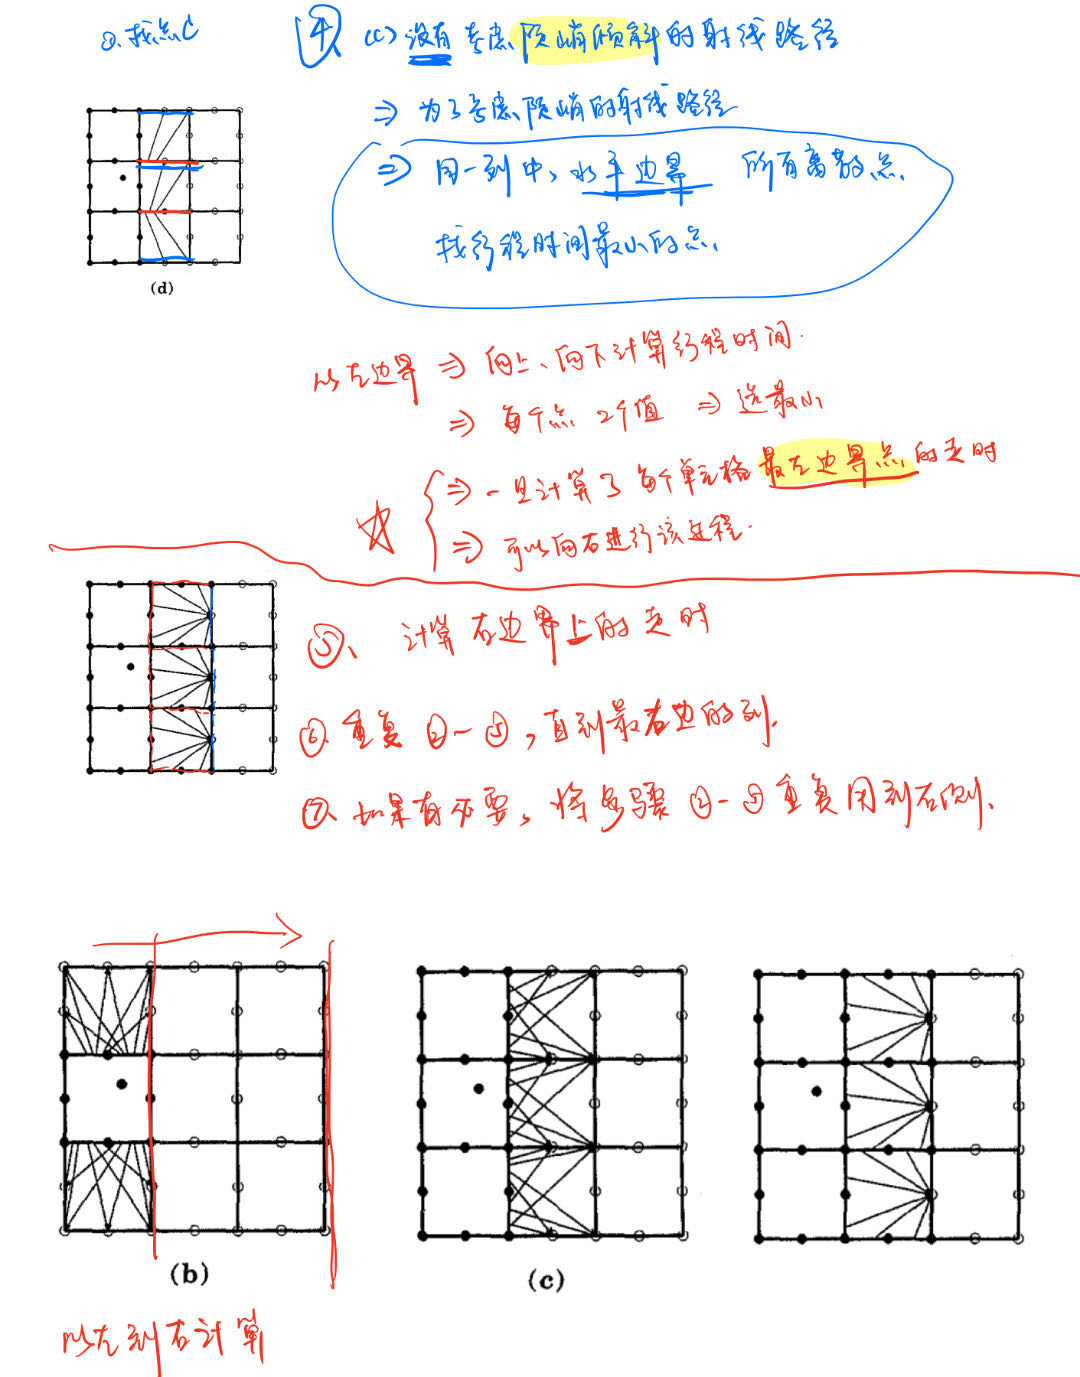 ②、找点C
④、(c) 没有考虑陡峭倾斜的射线路径
⇒ 为了考虑陡峭的射线路径
⇒ 同一列中、水平边界 所有离散点、
找行程时间最小的点、
(d)
从左边界 ⇒ 向上、向下计算行程时间.
⇒ 每个点 2个值 ⇒ 选最小
⇒ 一旦计算了每个单元格最左边界点的走时
⇒ 可以向右进行该过程.
⑤、计算右边界上的走时
⑥、重复②-⑤,直到最右边的列.
⑦、如果有必要,将步骤②-⑤重复用到右侧.
(b)
(c)
从左到右计算